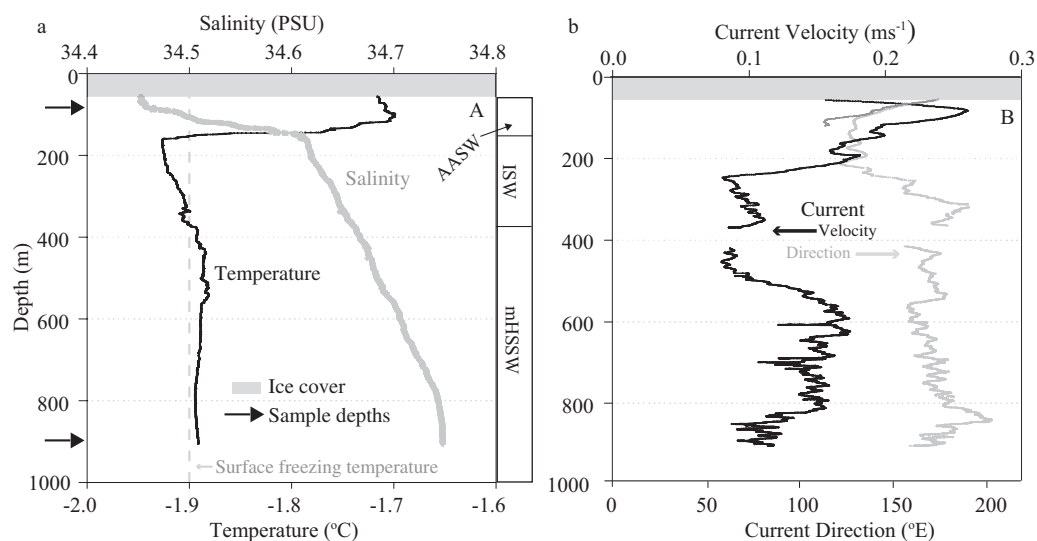 a
Salinity (PSU)
34.4 34.5 34.6 34.7 34.8
0
200
400
600
800
1000
Depth (m)
A
AASW
ISW
mHSSW
Salinity
Temperature
Ice cover
Sample depths
Surface freezing temperature
-2.0 -1.9 -1.8 -1.7 -1.6
Temperature (ºC)
b
Current Velocity (ms⁻¹)
0.0 0.1 0.2 0.3
0
200
400
600
800
1000
B
Current
Velocity
Direction
0 50 100 150 200
Current Direction (ºE)